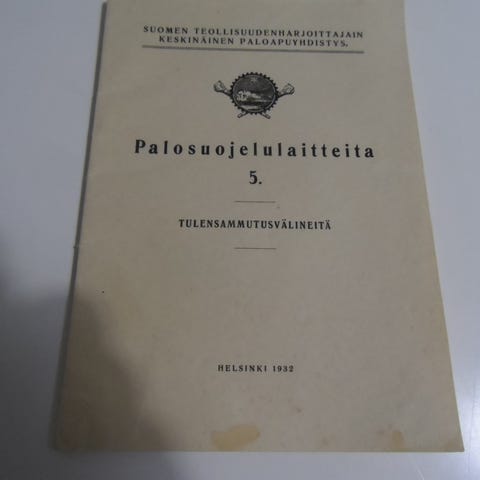 SUOMEN TEOLLISUUDENHARJOITTAJAIN
KESKINÄINEN PALOAPUYHDISTYS.
Palosuojelulaitteita
5.
TULENSAMMUTUSVÄLINEITÄ
HELSINKI 1932